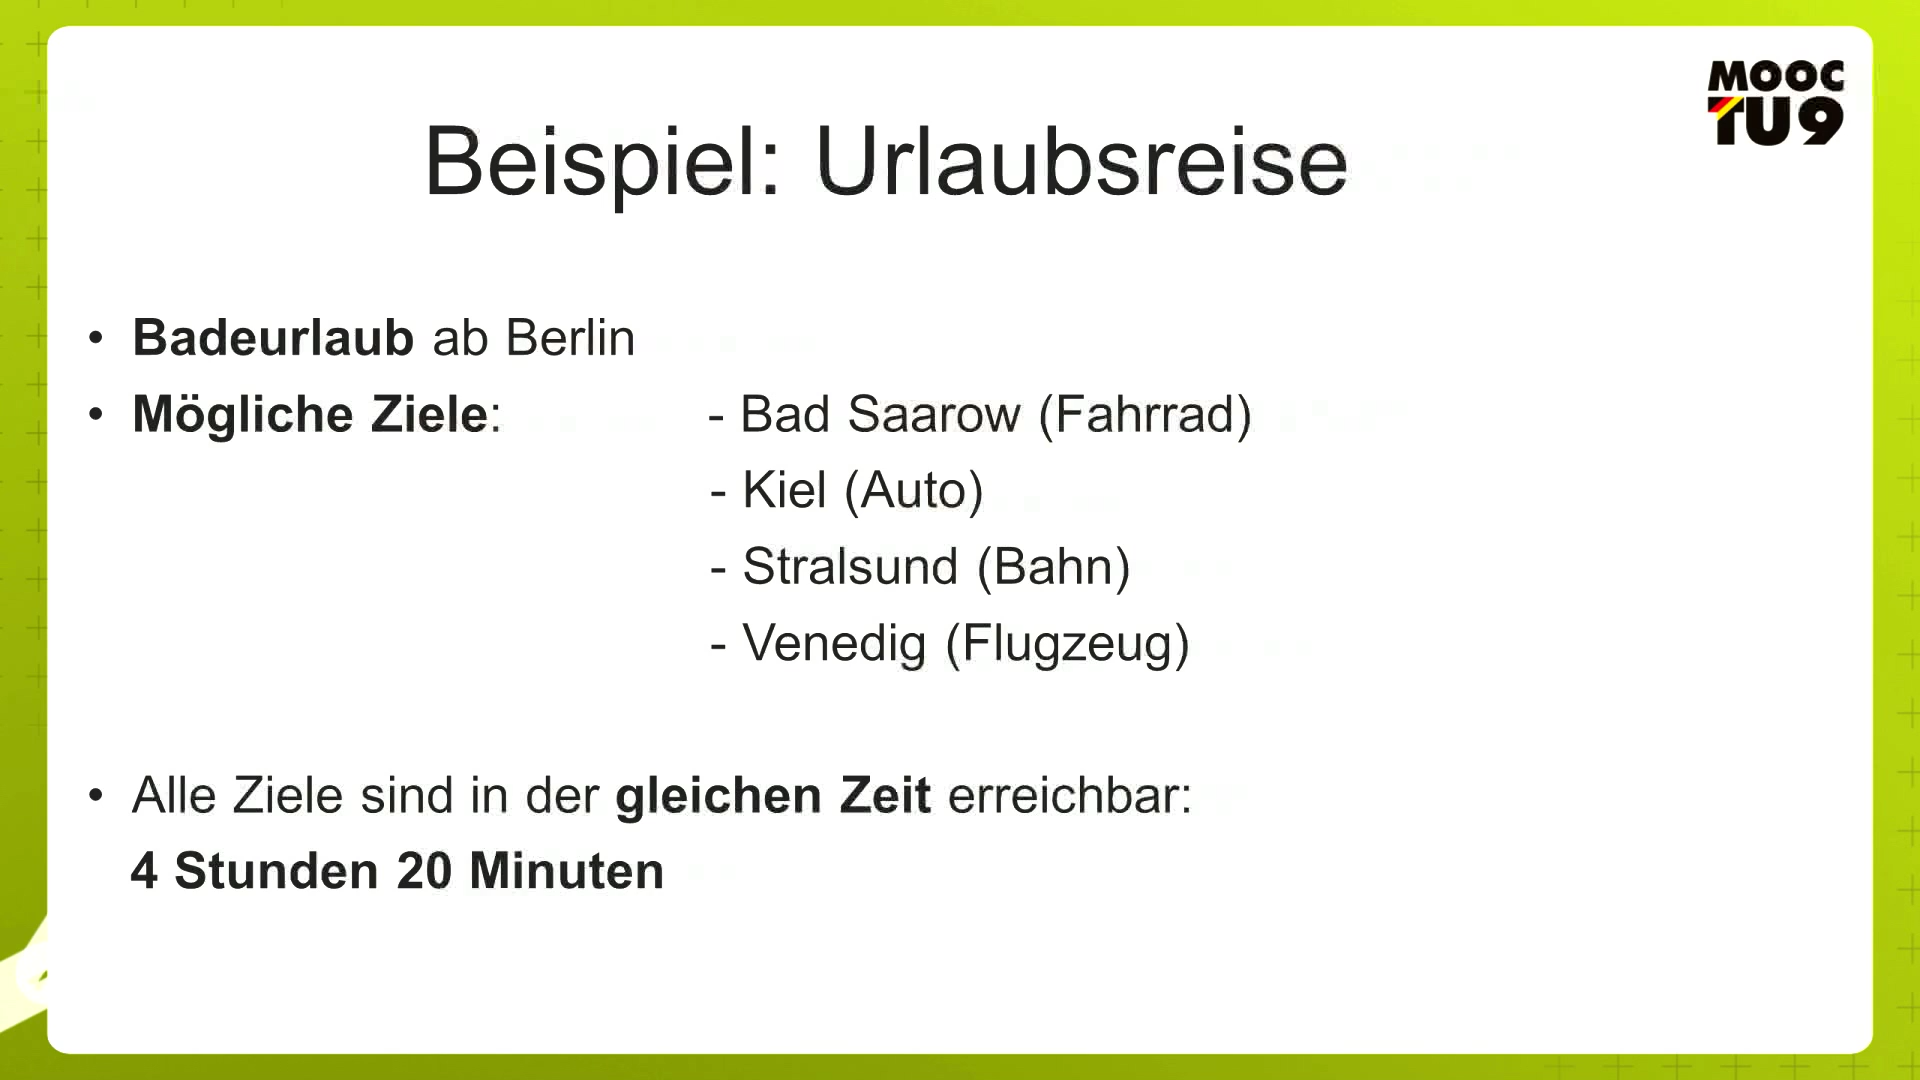 MOOC
TU9
Beispiel: Urlaubsreise
• Badeurlaub ab Berlin
• Mögliche Ziele: - Bad Saarow (Fahrrad)
- Kiel (Auto)
- Stralsund (Bahn)
- Venedig (Flugzeug)
• Alle Ziele sind in der gleichen Zeit erreichbar:
4 Stunden 20 Minuten